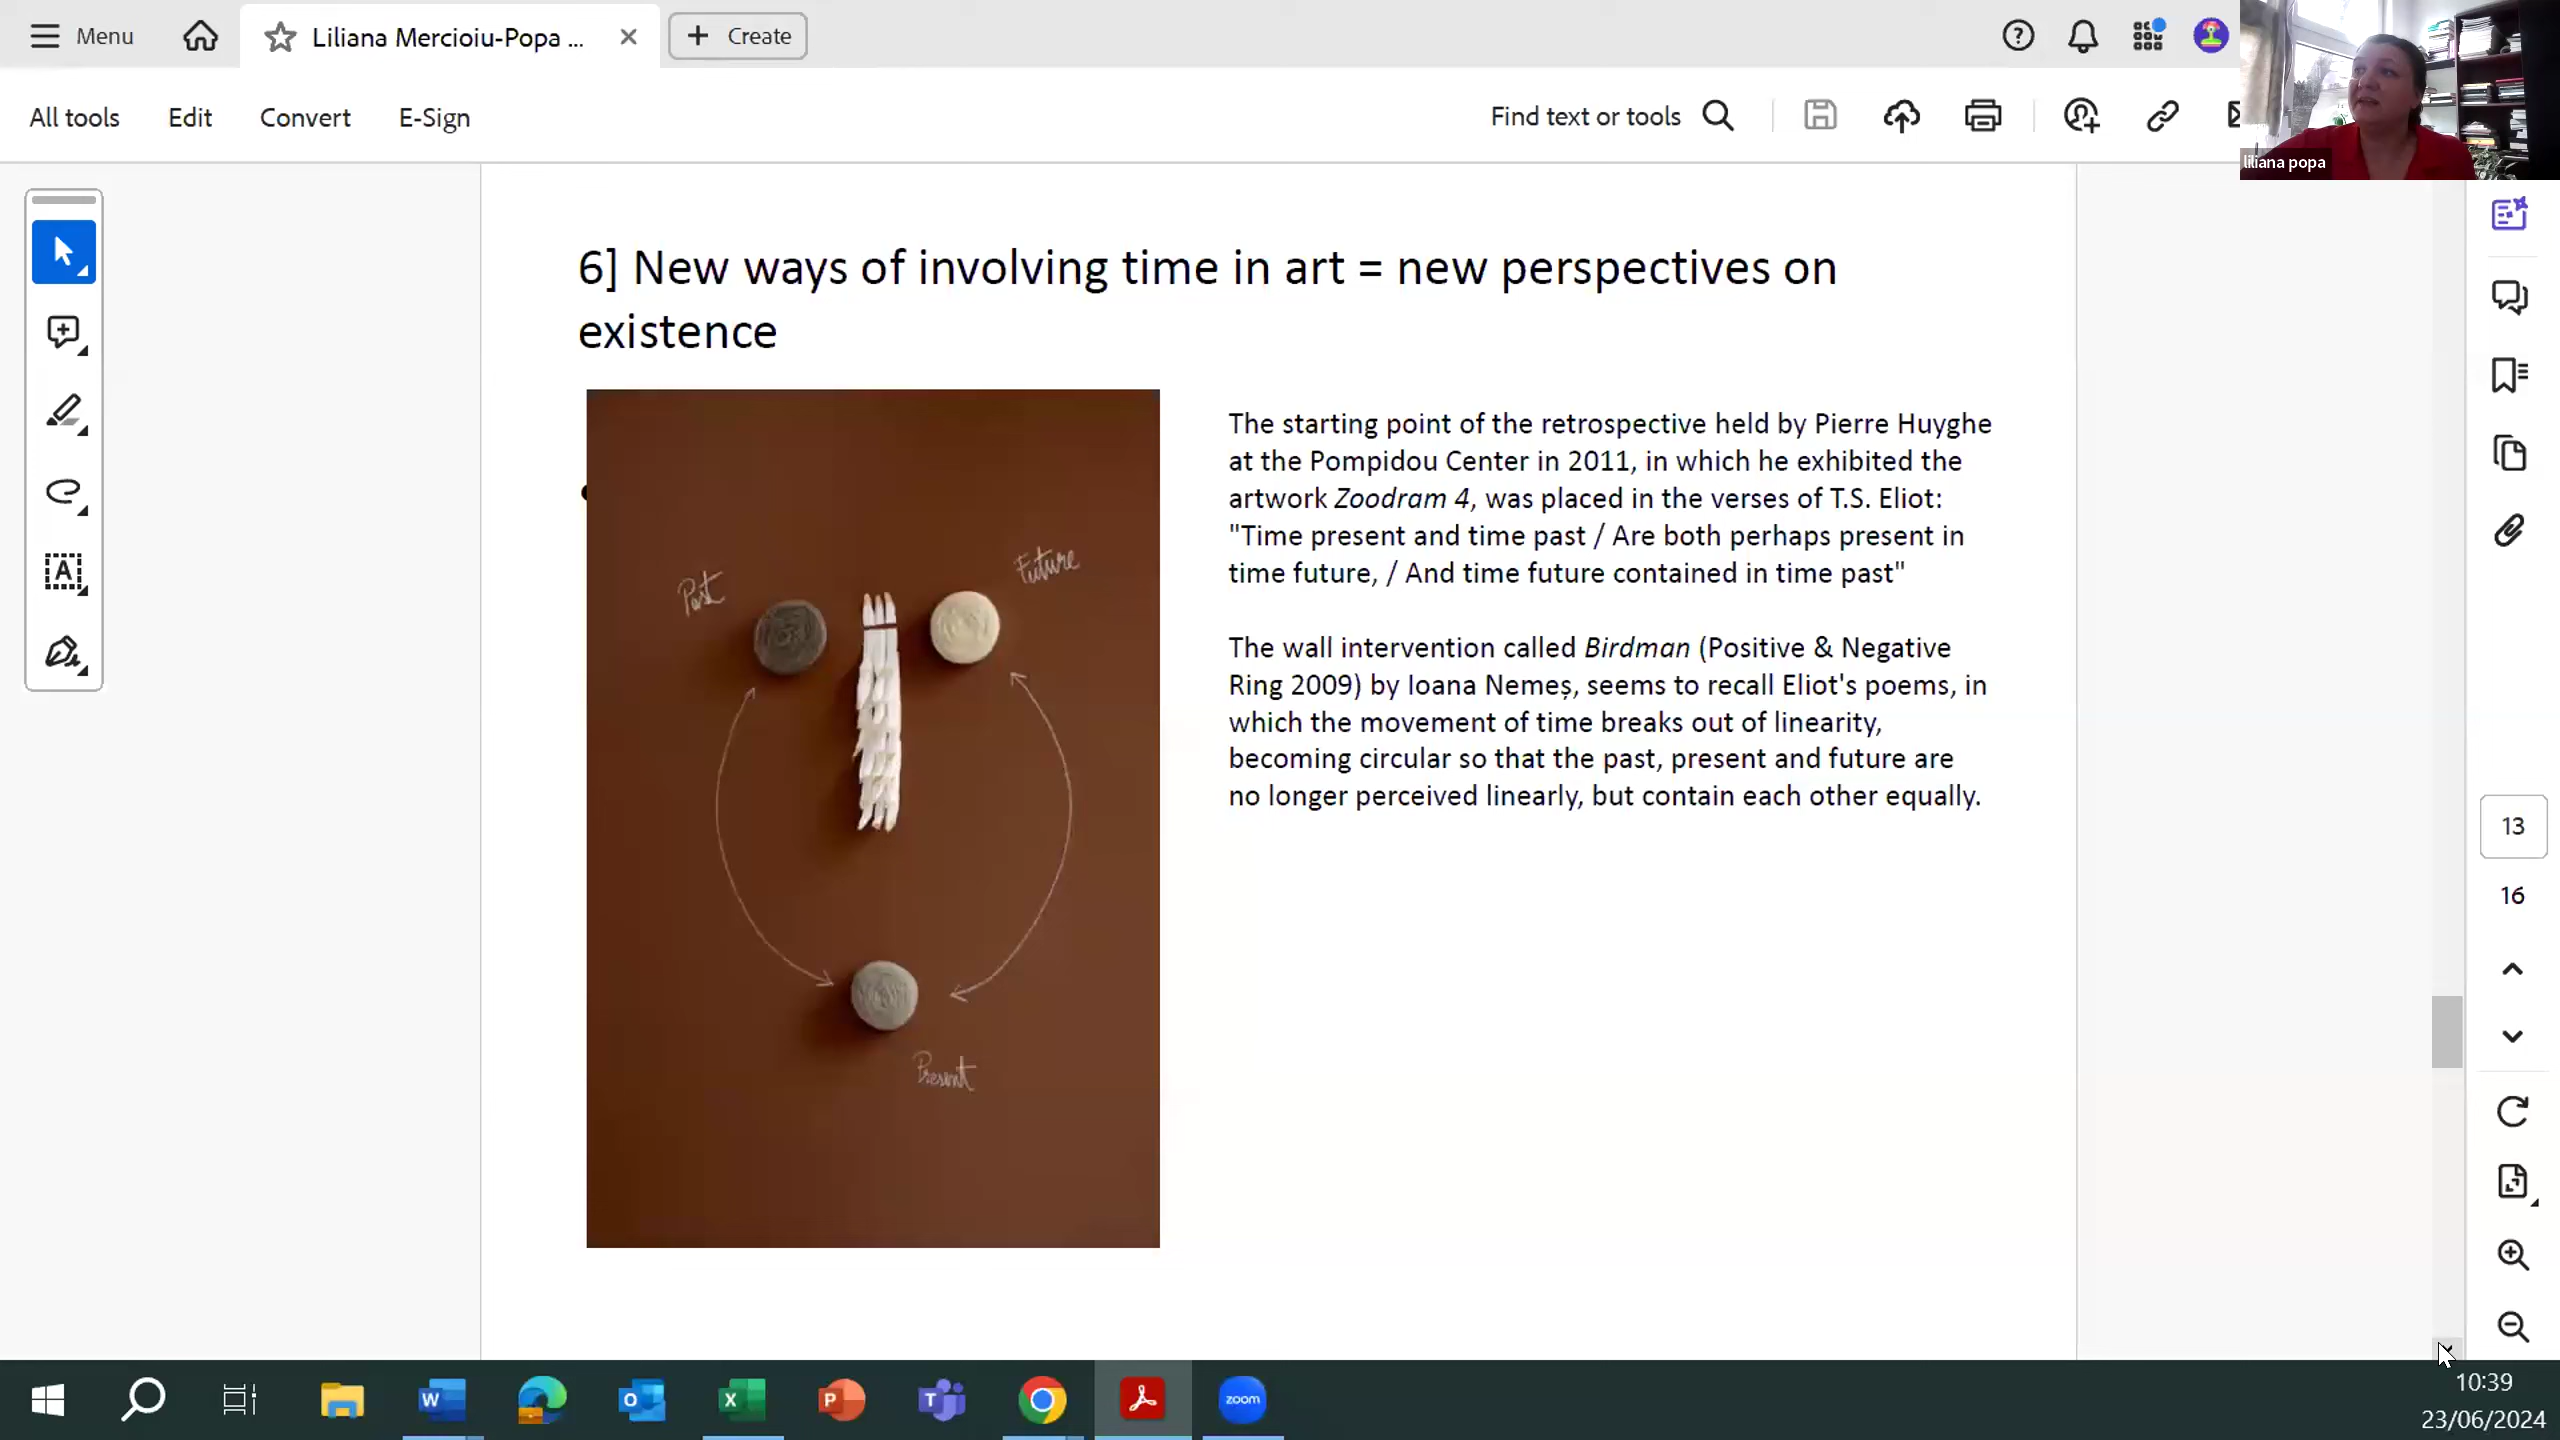 Menu
Liliana Mercioiu-Popa ...
Create
All tools
Edit
Convert
E-Sign
Find text or tools
liliana popa
6] New ways of involving time in art = new perspectives on
existence
Past
Future
Present
The starting point of the retrospective held by Pierre Huyghe
at the Pompidou Center in 2011, in which he exhibited the
artwork Zoodram 4, was placed in the verses of T.S. Eliot:
"Time present and time past / Are both perhaps present in
time future, / And time future contained in time past"
The wall intervention called Birdman (Positive & Negative
Ring 2009) by Ioana Nemeș, seems to recall Eliot's poems, in
which the movement of time breaks out of linearity,
becoming circular so that the past, present and future are
no longer perceived linearly, but contain each other equally.
13
16
zoom
10:39
23/06/2024